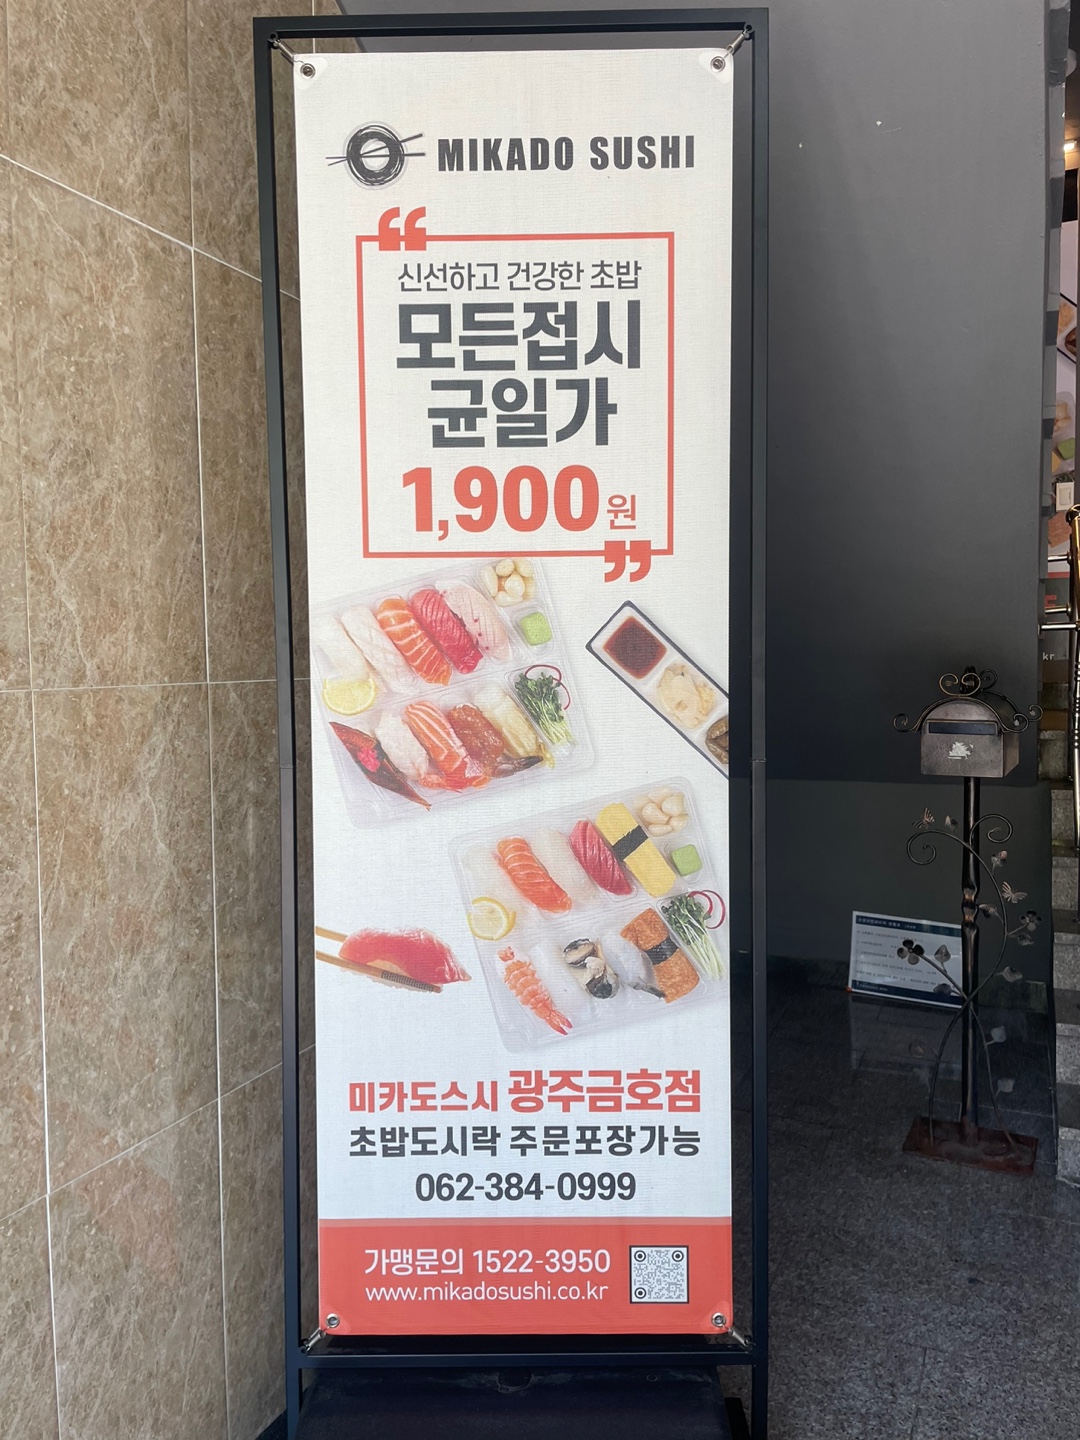 MIKADO SUSHI
신선하고 건강한 초밥
모든접시
균일가
1,900원
미카도스시 광주금호점
초밥도시락 주문포장가능
062-384-0999
가맹문의 1522-3950
www.mikadosushi.co.kr